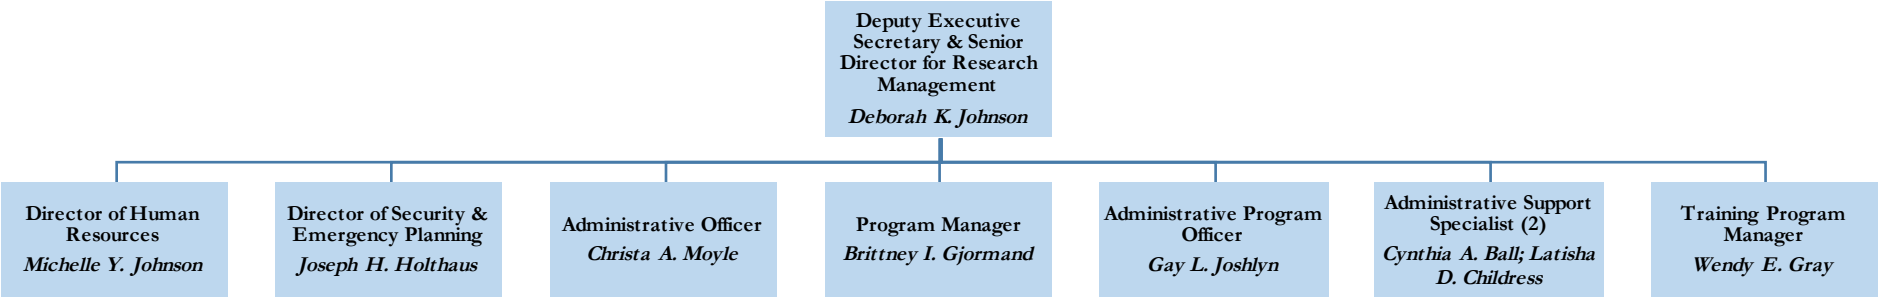 Deputy Executive
Secretary & Senior
Director for Research
Management
Deborah K. Johnson
Director of Human
Resources
Michelle Y. Johnson
Director of Security &
Emergency Planning
Joseph H. Holthaus
Administrative Officer
Christa A. Moyle
Program Manager
Brittney I. Gjormand
Administrative Program
Officer
Gay L. Joshlyn
Administrative Support
Specialist (2)
Cynthia A. Ball; Latisha
D. Childress
Training Program
Manager
Wendy E. Gray